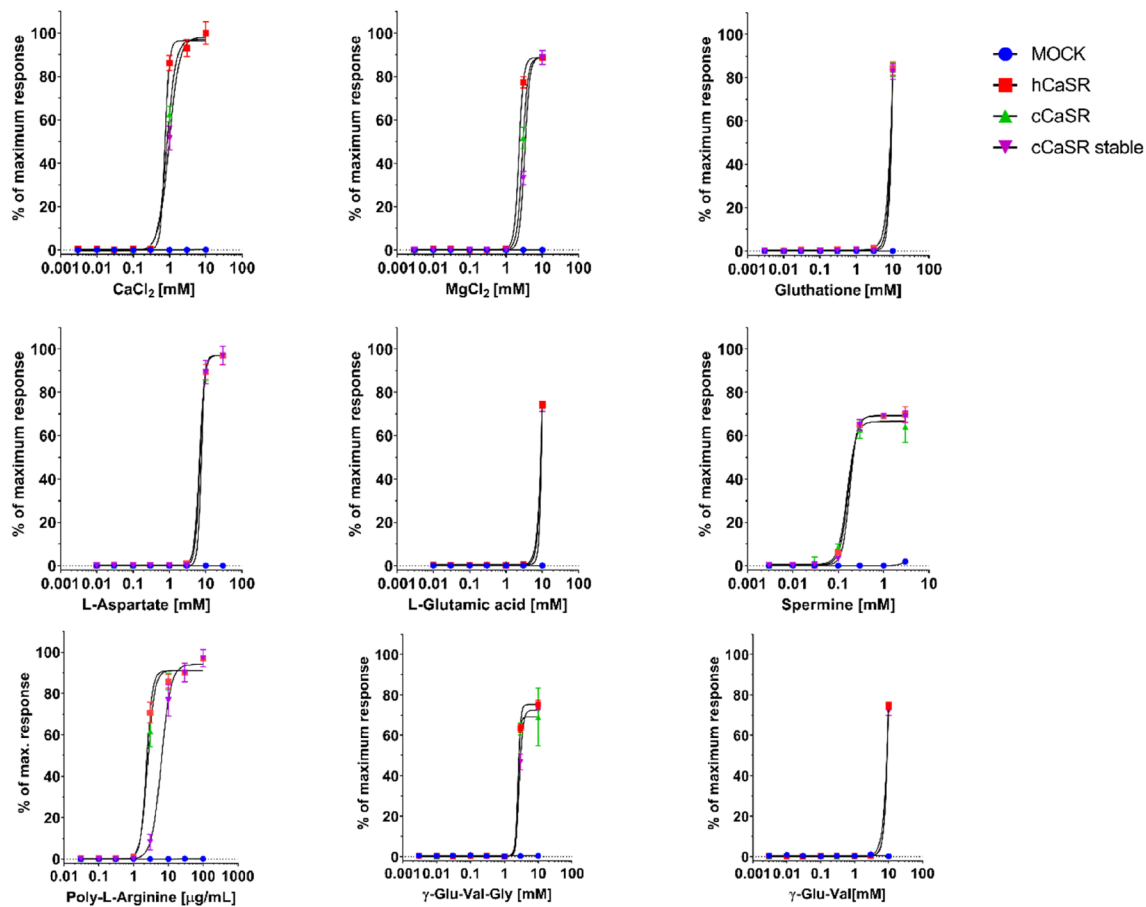 % of maximum response
100
80
60
40
20
0
0.001 0.01 0.1 1 10 100
CaCl2 [mM]
% of maximum response
100
80
60
40
20
0
0.001 0.01 0.1 1 10 100
MgCl2 [mM]
% of maximum response
100
80
60
40
20
0
0.001 0.01 0.1 1 10 100
Gluthatione [mM]
MOCK
hCaSR
cCaSR
cCaSR stable
% of maximum response
100
80
60
40
20
0
0.001 0.01 0.1 1 10 100
L-Aspartate [mM]
% of maximum response
100
80
60
40
20
0
0.001 0.01 0.1 1 10 100
L-Glutamic acid [mM]
% of maximum response
100
80
60
40
20
0
0.001 0.01 0.1 1 10
Spermine [mM]
% of max. response
100
80
60
40
20
0
0.01 0.1 1 10 100 1000
Poly-L-Arginine [µg/mL]
% of maximum response
100
80
60
40
20
0
0.001 0.01 0.1 1 10 100
γ-Glu-Val-Gly [mM]
% of maximum response
100
80
60
40
20
0
0.001 0.01 0.1 1 10 100
γ-Glu-Val[mM]